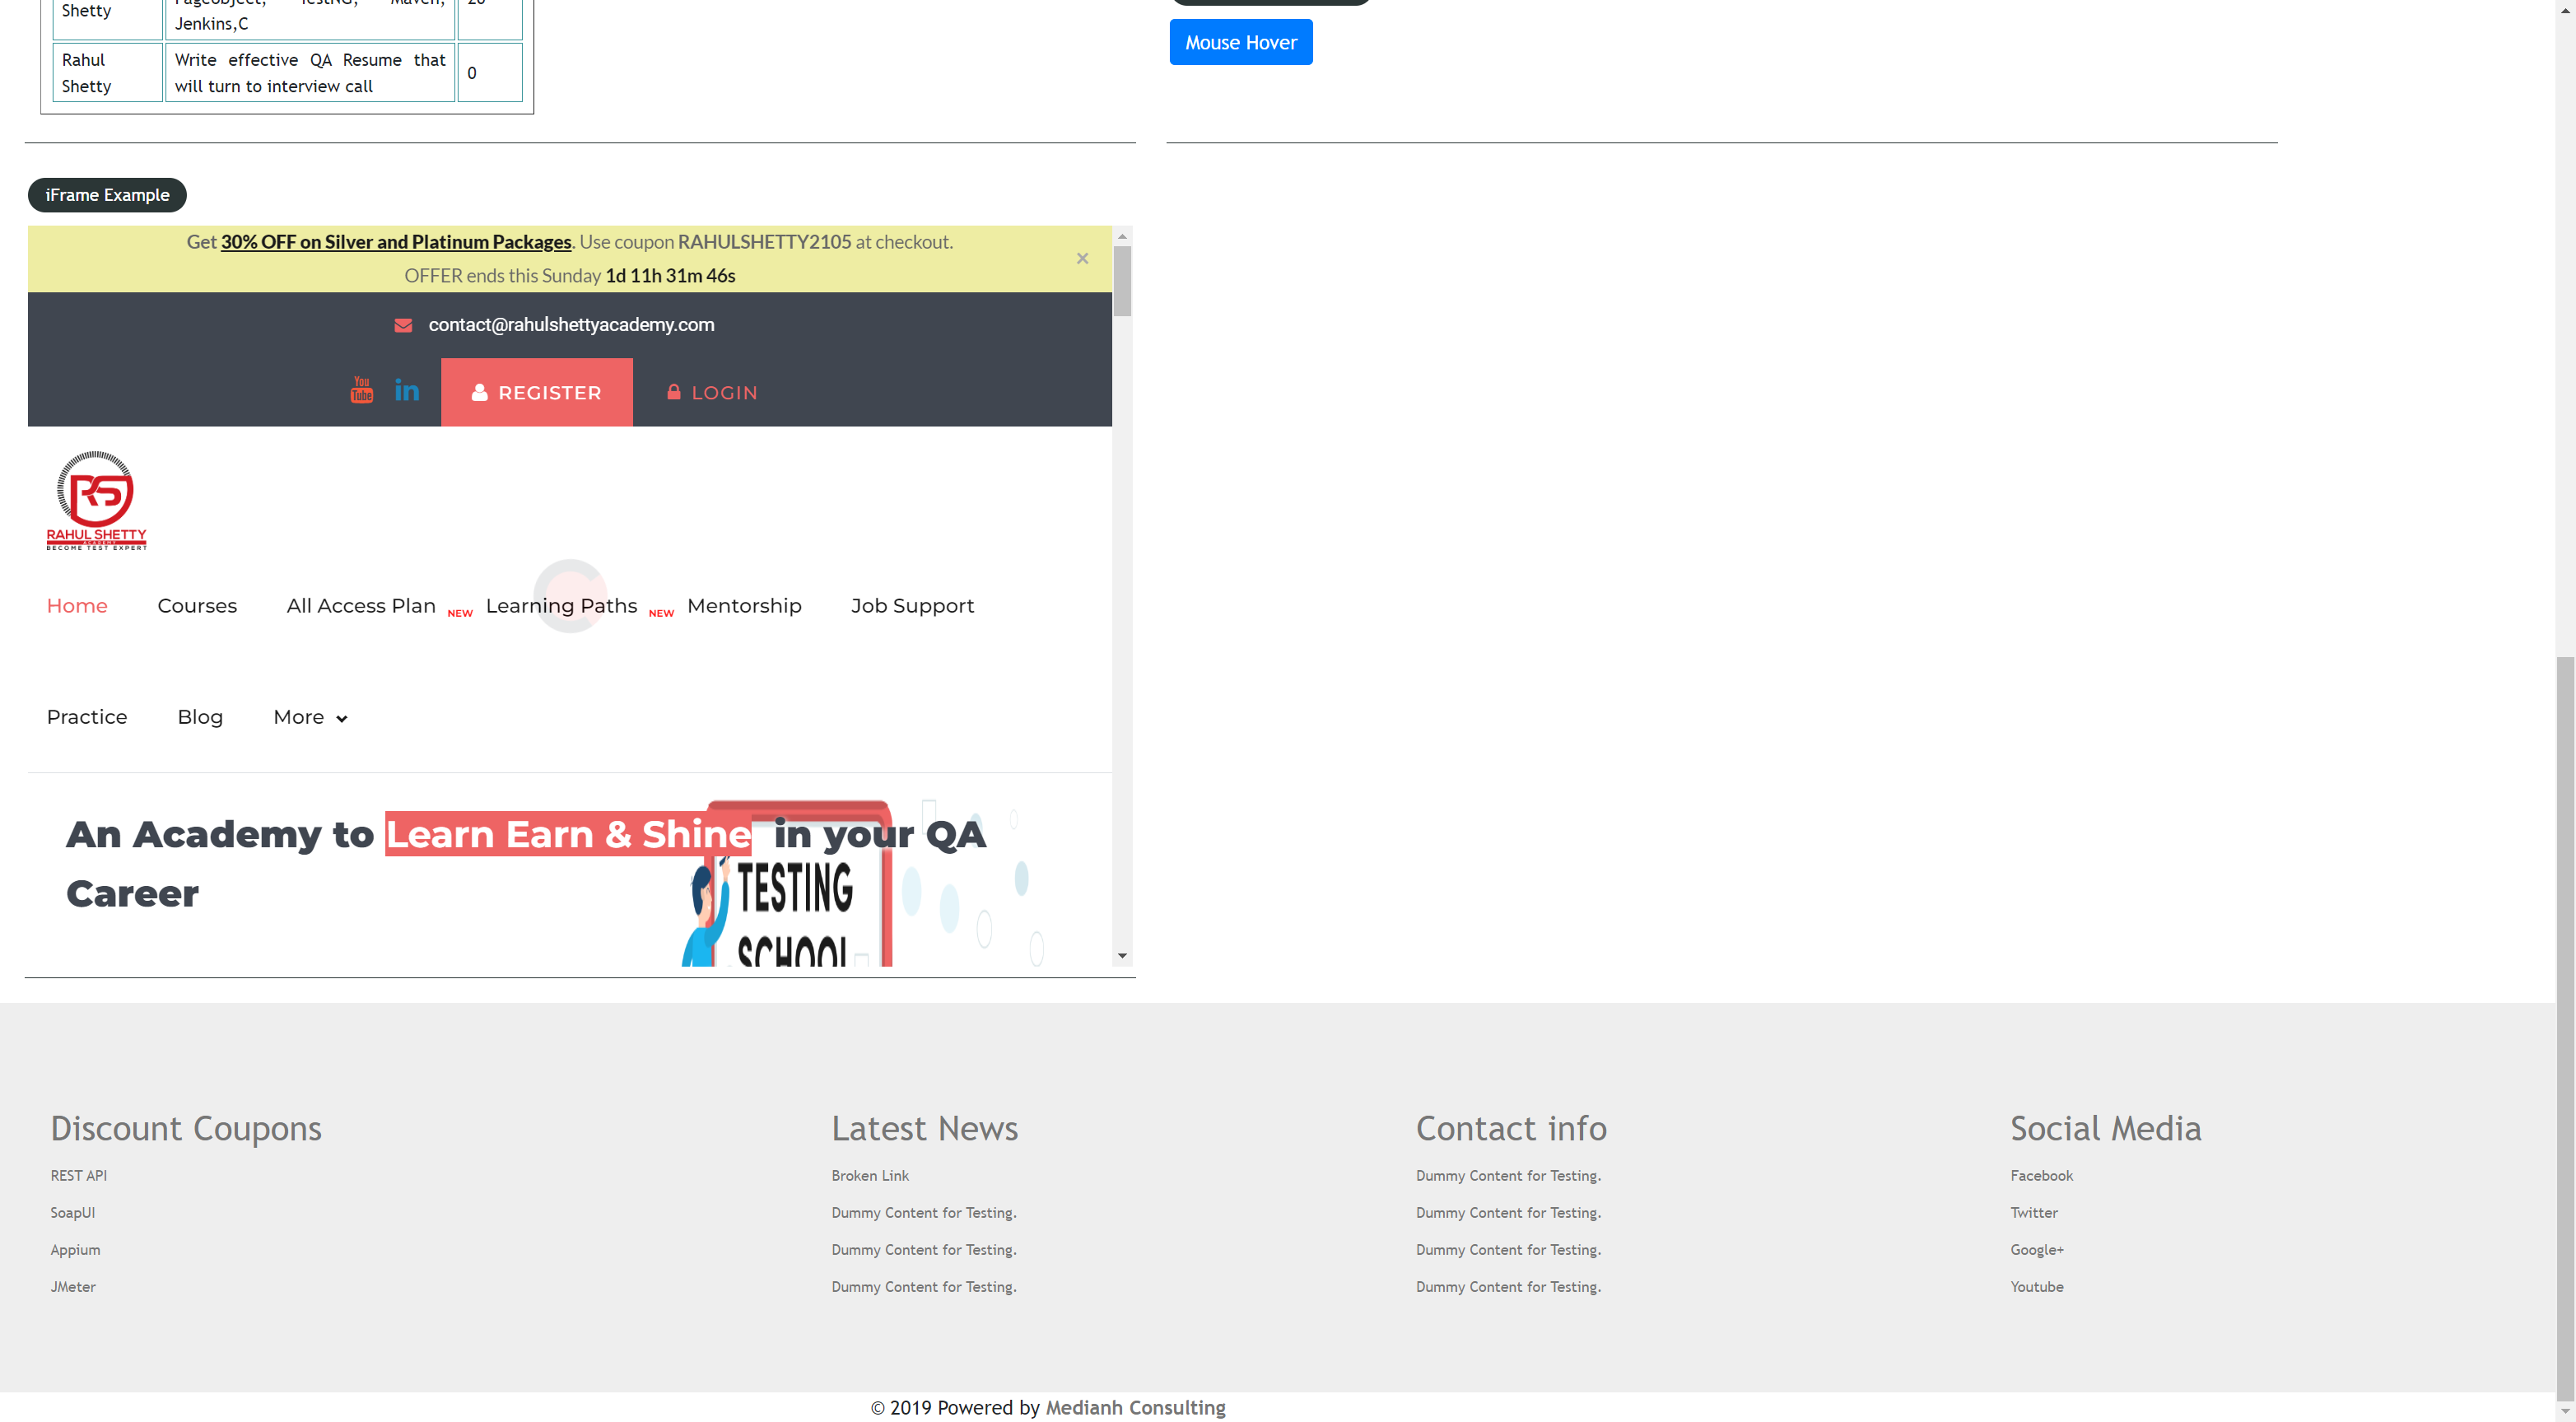 Shetty
Pageobject, TestNG, Maven,
Jenkins,C
20
Rahul
Shetty
Write effective QA Resume that
will turn to interview call
0
Mouse Hover
iFrame Example
Get 30% OFF on Silver and Platinum Packages. Use coupon RAHULSHETTY2105 at checkout.
OFFER ends this Sunday 1d 11h 31m 46s
×
contact@rahulshettyacademy.com
You
Tube
in
REGISTER
LOGIN
RS
RAHUL SHETTY
ACADEMY
BECOME TEST EXPERT
Home Courses All Access Plan NEW Learning Paths NEW Mentorship Job Support
Practice Blog More
An Academy to Learn Earn & Shine in your QA
Career
TESTING
SCHOOL
Discount Coupons
REST API
SoapUI
Appium
JMeter
Latest News
Broken Link
Dummy Content for Testing.
Dummy Content for Testing.
Dummy Content for Testing.
Contact info
Dummy Content for Testing.
Dummy Content for Testing.
Dummy Content for Testing.
Dummy Content for Testing.
Social Media
Facebook
Twitter
Google+
Youtube
© 2019 Powered by Medianh Consulting